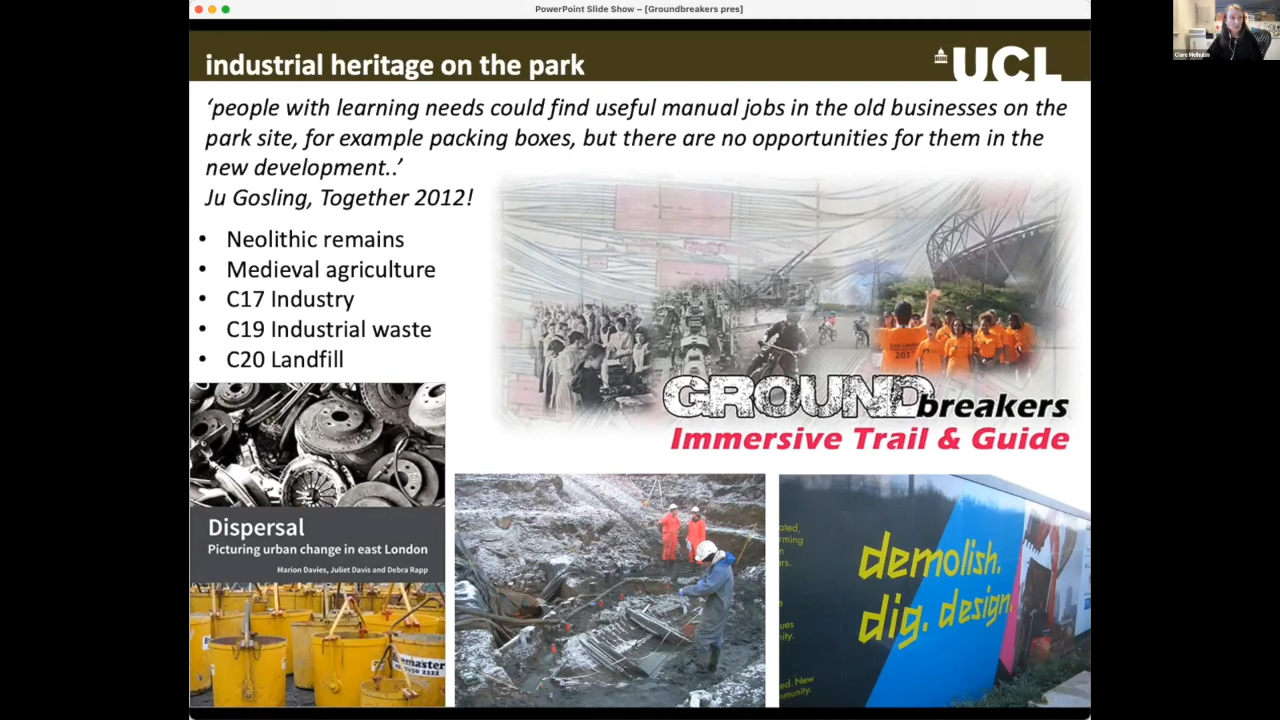 PowerPoint Slide Show – [Groundbreakers pres]
industrial heritage on the park
UCL
‘people with learning needs could find useful manual jobs in the old businesses on the
park site, for example packing boxes, but there are no opportunities for them in the
new development..’
Ju Gosling, Together 2012!
• Neolithic remains
• Medieval agriculture
• C17 Industry
• C19 Industrial waste
• C20 Landfill
GROUND
breakers
Immersive Trail & Guide
Dispersal
Picturing urban change in east London
Marion Davies, Juliet Davis and Debra Rapp
demolish.
dig. design.